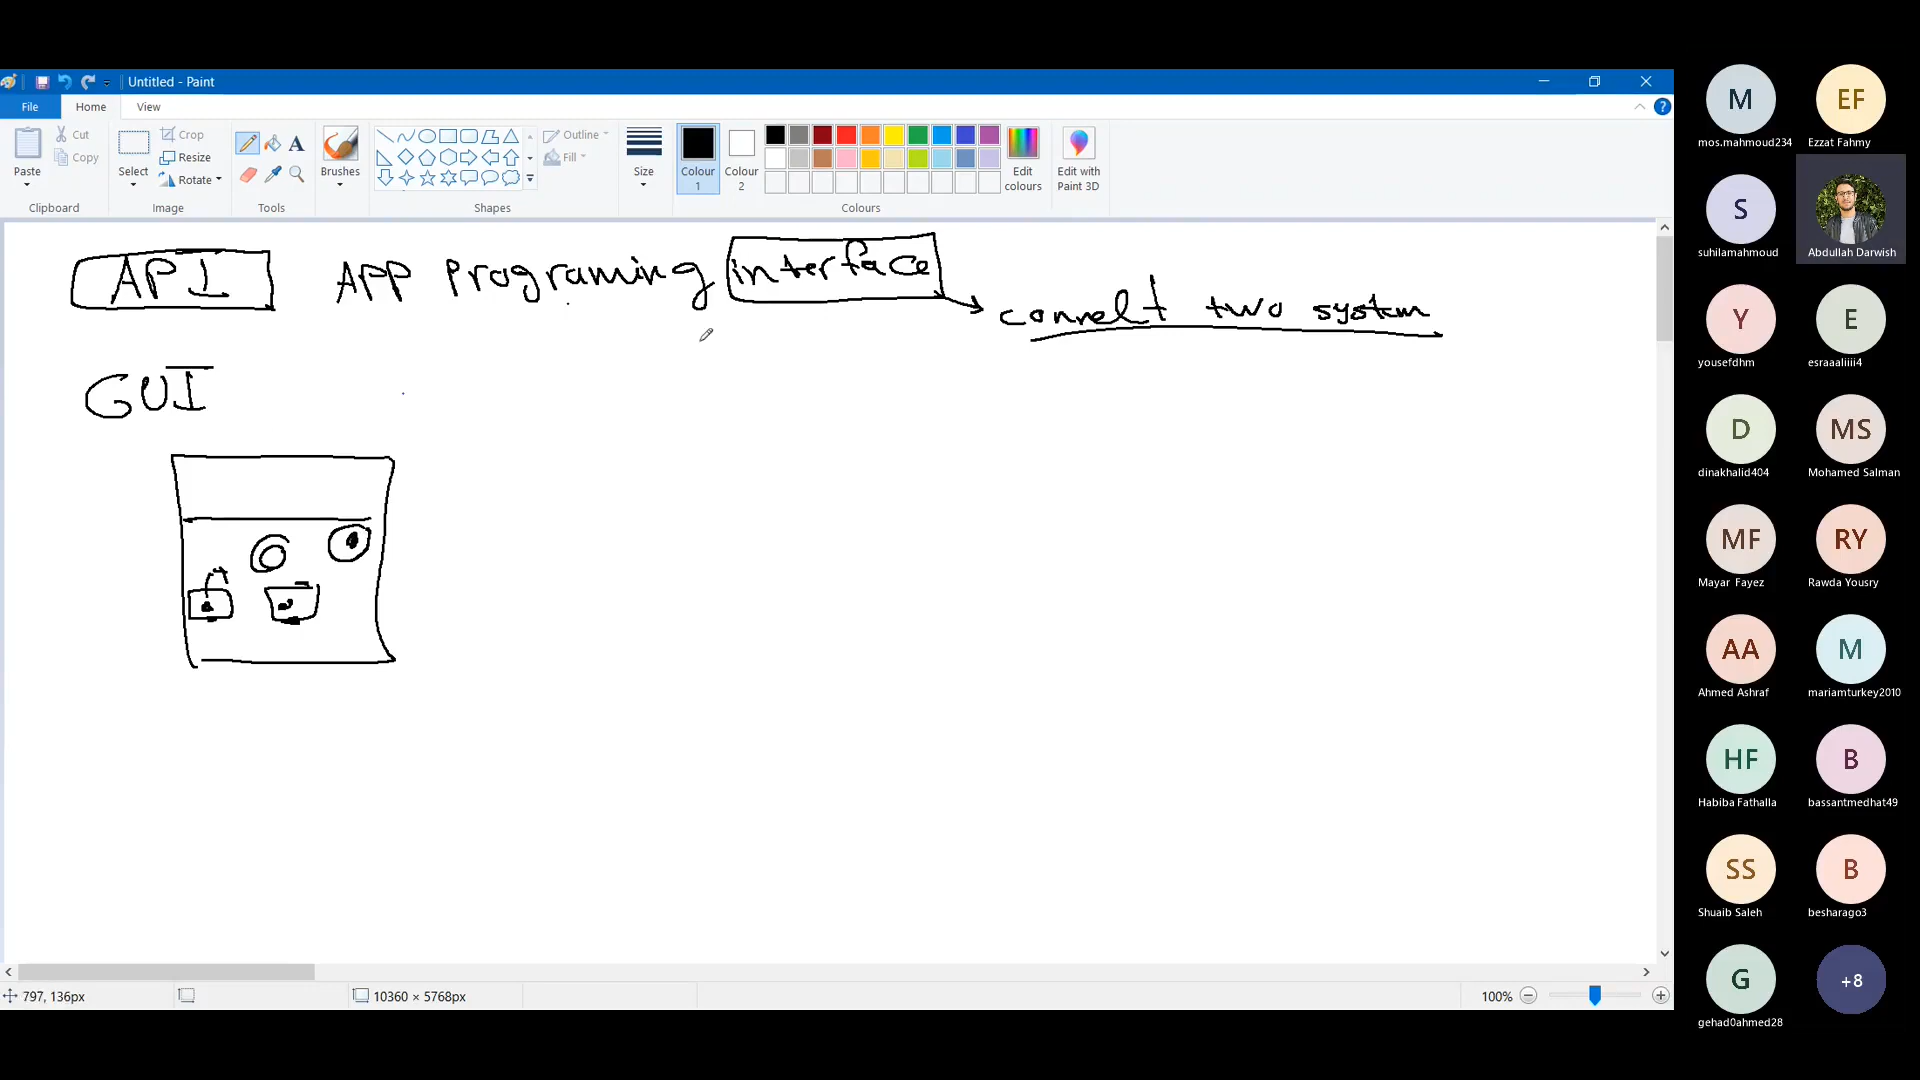 Untitled - Paint
File Home View
Paste Cut Copy Clipboard
Select Crop Resize Rotate Image
Tools
Brushes
Outline Fill Shapes
Size
Colour 1 Colour 2 Edit colours Colours
Edit with Paint 3D
API APP Programing interface
connect two system
GUI
797, 136px
10360 × 5768px
100%
M EF
mos.mahmoud234 Ezzat Fahmy
S
suhilamahmoud Abdullah Darwish
Y E
yousefdhm esraaliiii4
D MS
dinakhalid404 Mohamed Salman
MF RY
Mayar Fayez Rawda Yousry
AA M
Ahmed Ashraf mariamturkey2010
HF B
Habiba Fathalla bassantmedhat49
SS B
Shuaib Saleh besharago3
G +8
gehad0ahmed28